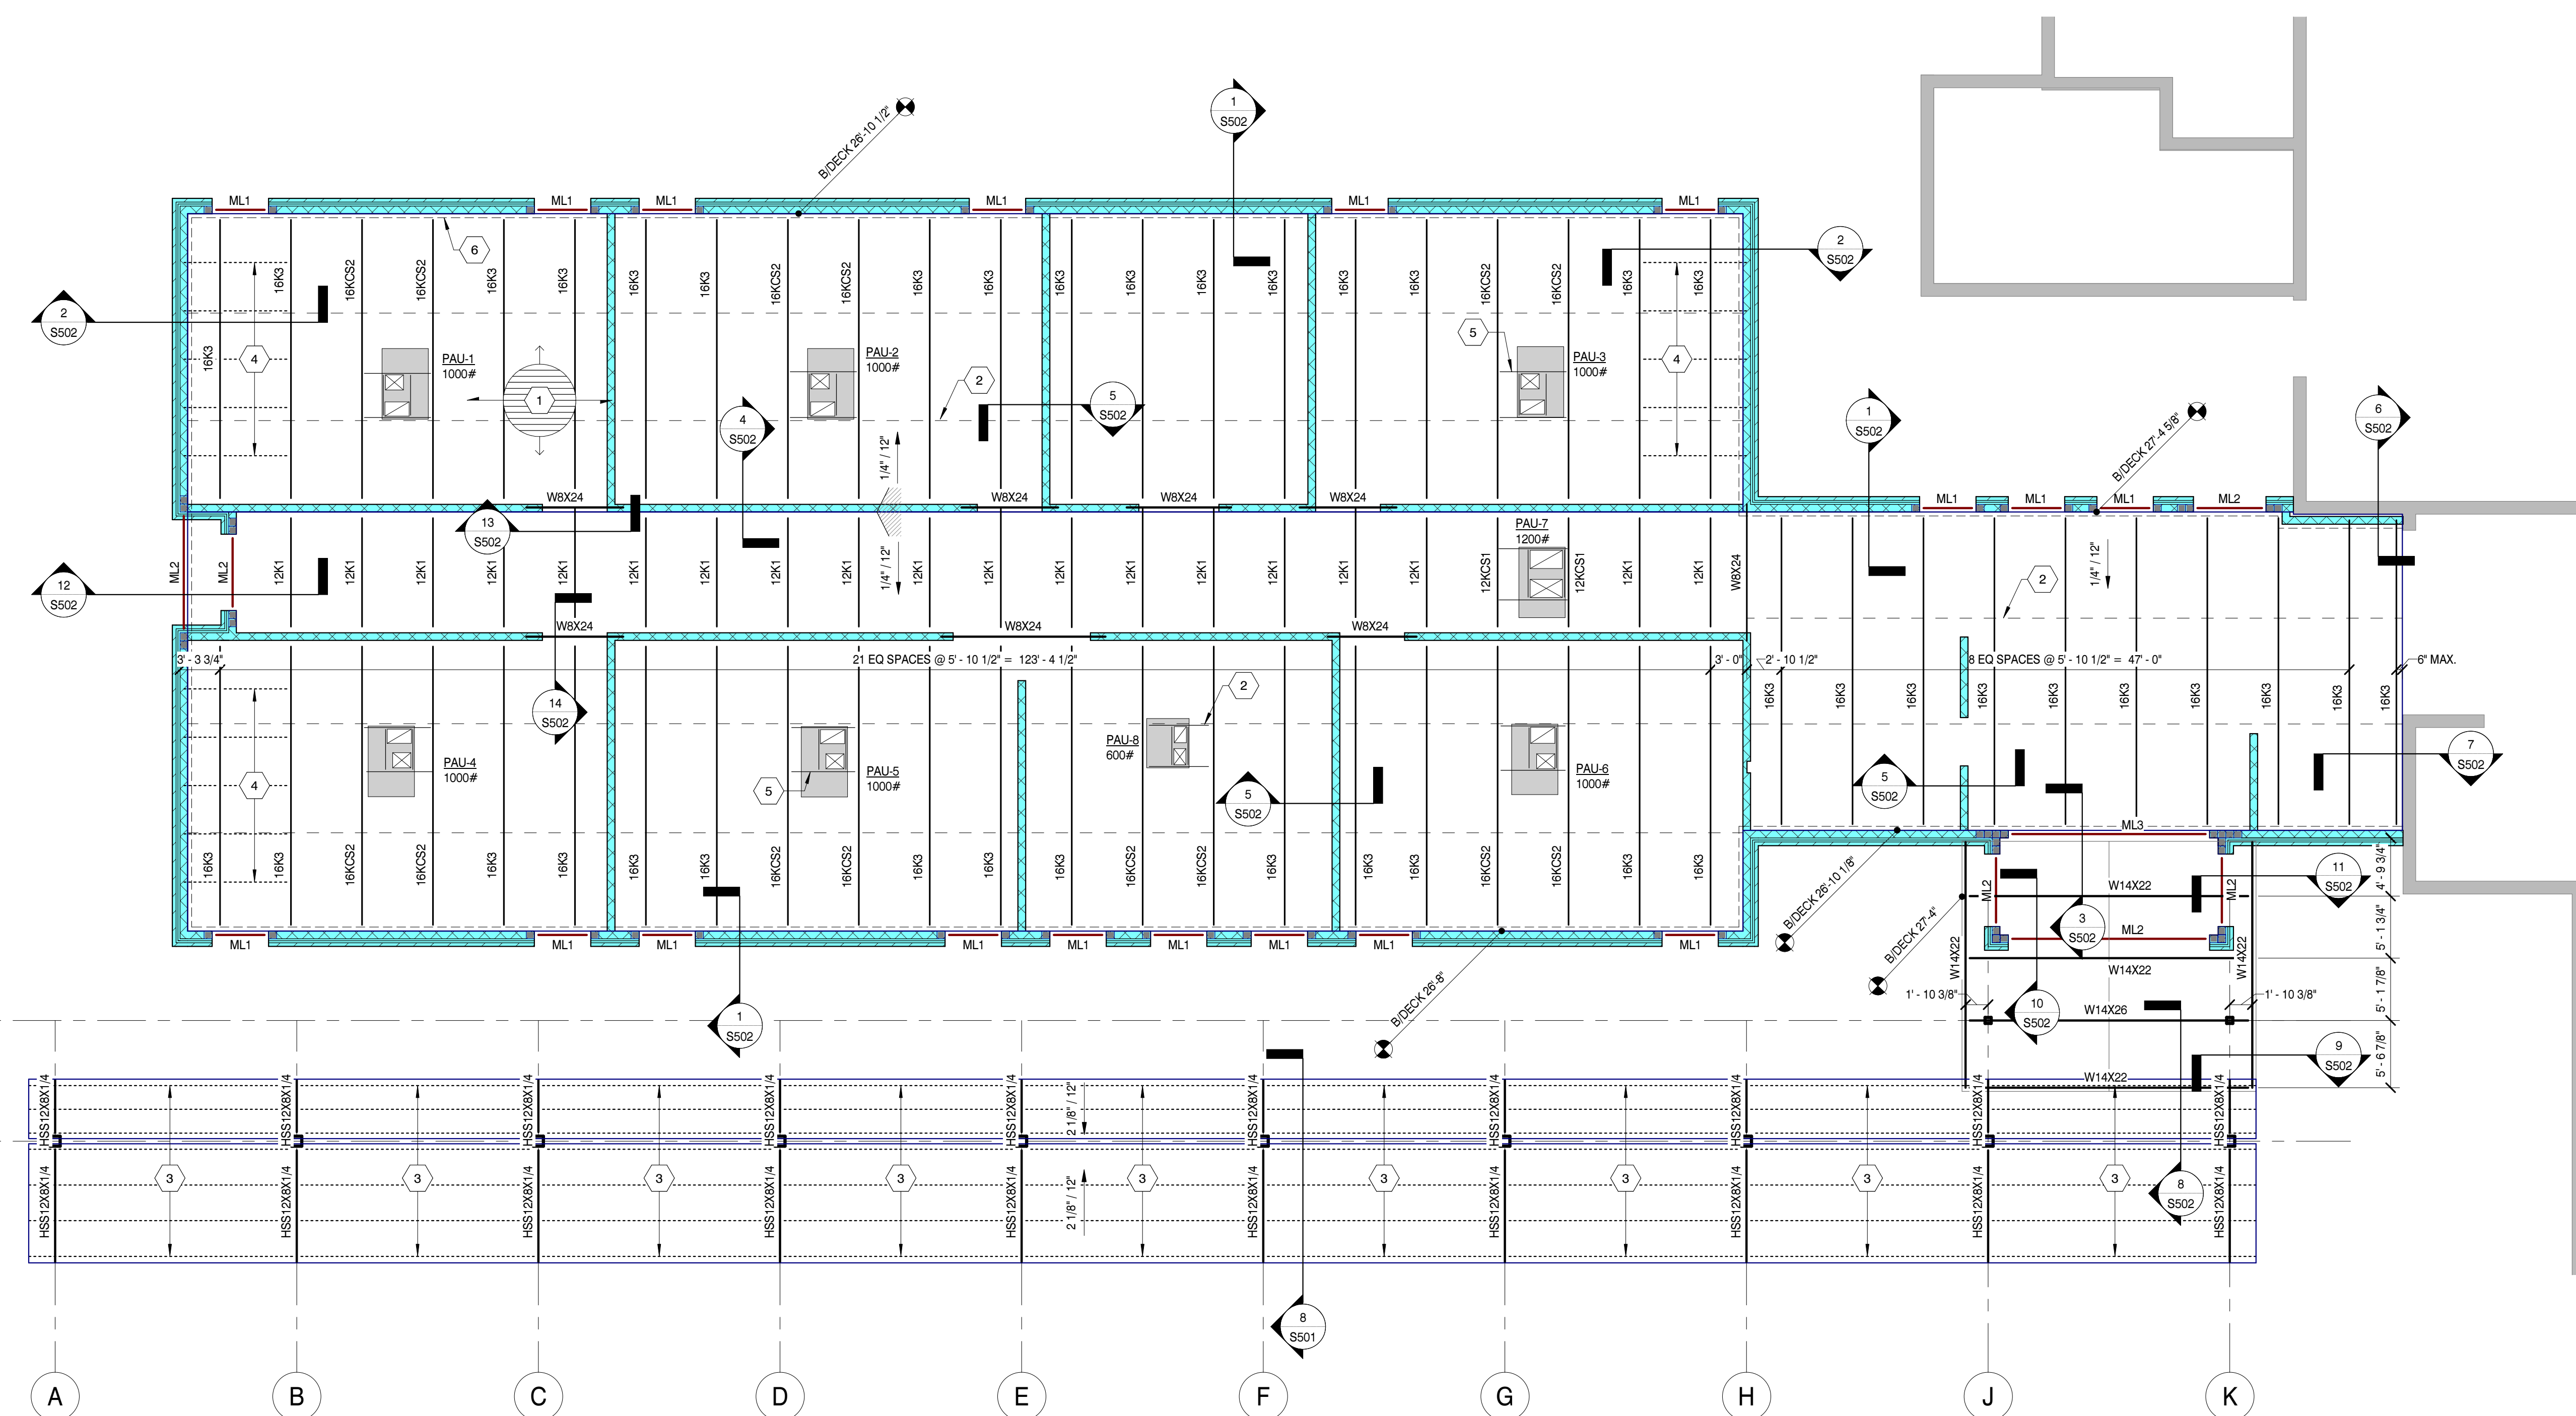 1
S502
B/DECK 26'-10 1/2"
ML1
ML1
ML1
ML1
ML1
ML1
6
2
S502
2
S502
16K3
16K3
16KCS2
16KCS2
16K3
16K3
16K3
16K3
16KCS2
16KCS2
16K3
16K3
16K3
16K3
16K3
16K3
16K3
16K3
16KCS2
16KCS2
16K3
16K3
4
PAU-1
1000#
1
PAU-2
1000#
2
5
PAU-3
1000#
4
4
S502
5
S502
1
S502
B/DECK 27'-4 5/8"
6
S502
1/4" / 12"
W8X24
W8X24
W8X24
W8X24
ML1
ML1
ML1
ML2
13
S502
PAU-7
1200#
12
S502
ML2
ML2
12K1
12K1
12K1
12K1
12K1
12K1
12K1
12K1
12K1
1/4" / 12"
12K1
12K1
12K1
12K1
12K1
12K1
12K1
12KCS1
12KCS1
12K1
12K1
W8X24
1/4" / 12"
2
W8X24
W8X24
W8X24
3' - 3 3/4"
21 EQ SPACES @ 5' - 10 1/2" = 123' - 4 1/2"
3' - 0"
2' - 10 1/2"
8 EQ SPACES @ 5' - 10 1/2" = 47' - 0"
6" MAX.
16K3
16K3
16K3
16K3
16K3
16K3
16K3
16K3
16K3
16K3
14
S502
2
4
PAU-4
1000#
5
PAU-5
1000#
PAU-8
600#
5
S502
PAU-6
1000#
5
S502
7
S502
16K3
16K3
16KCS2
16KCS2
16K3
16K3
16K3
16K3
16KCS2
16KCS2
16K3
16K3
16K3
16K3
16KCS2
16KCS2
16K3
16K3
16K3
16KCS2
16KCS2
16K3
16K3
ML3
B/DECK 26'-10 1/8"
ML2
W14X22
ML2
11
S502
4' - 9 3/4"
ML1
ML1
ML1
ML1
ML1
ML1
ML1
ML1
ML1
3
S502
ML2
B/DECK 27'-4"
W14X22
W14X22
W14X22
5' - 1 3/4"
1' - 10 3/8"
1' - 10 3/8"
5' - 1 7/8"
B/DECK 26'-8"
1
S502
10
S502
W14X26
9
S502
5' - 6 7/8"
W14X22
HSS12X8X1/4
HSS12X8X1/4
HSS12X8X1/4
HSS12X8X1/4
HSS12X8X1/4
2 1/8" / 12"
HSS12X8X1/4
HSS12X8X1/4
HSS12X8X1/4
HSS12X8X1/4
HSS12X8X1/4
3
3
3
3
3
3
3
3
3
8
S502
HSS12X8X1/4
HSS12X8X1/4
HSS12X8X1/4
HSS12X8X1/4
HSS12X8X1/4
2 1/8" / 12"
HSS12X8X1/4
HSS12X8X1/4
HSS12X8X1/4
HSS12X8X1/4
HSS12X8X1/4
8
S501
A
B
C
D
E
F
G
H
J
K